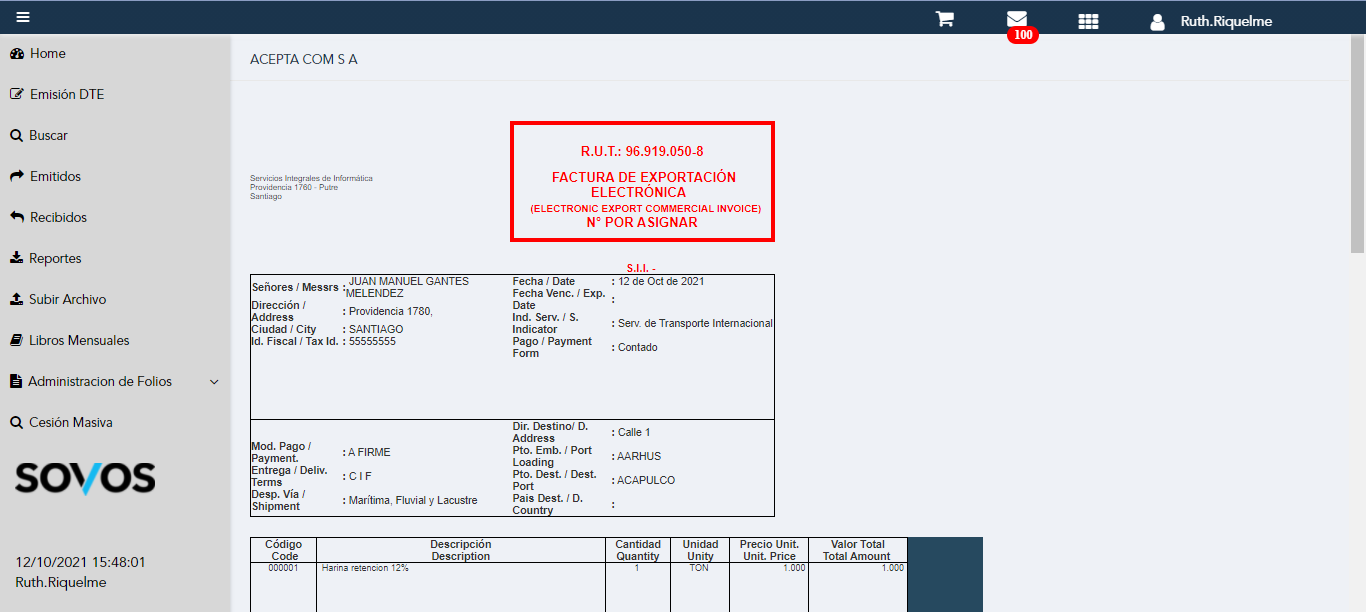 Ruth.Riquelme
100
Home
Emisión DTE
Buscar
Emitidos
Recibidos
Reportes
Subir Archivo
Libros Mensuales
Administracion de Folios
Cesión Masiva
SOVOS
12/10/2021 15:48:01
Ruth.Riquelme
ACEPTA COM S A
Servicios Integrales de Informática
Providencia 1760 - Putre
Santiago
R.U.T.: 96.919.050-8
FACTURA DE EXPORTACIÓN
ELECTRÓNICA
(ELECTRONIC EXPORT COMMERCIAL INVOICE)
N° POR ASIGNAR
S.I.I. -
Señores / Messrs : JUAN MANUEL GANTES
MELENDEZ
Dirección /
Address : Providencia 1780,
Ciudad / City : SANTIAGO
Id. Fiscal / Tax Id. : 55555555
Fecha / Date : 12 de Oct de 2021
Fecha Venc. / Exp.
Date :
Ind. Serv. / S.
Indicator : Serv. de Transporte Internacional
Pago / Payment
Form : Contado
Mod. Pago /
Payment. : A FIRME
Entrega / Deliv.
Terms : C I F
Desp. Vía /
Shipment : Marítima, Fluvial y Lacustre
Dir. Destino/ D.
Address : Calle 1
Pto. Emb. / Port
Loading : AARHUS
Pto. Dest. / Dest.
Port : ACAPULCO
Pais Dest. / D.
Country :
Código Descripción Cantidad Unidad Precio Unit. Valor Total
Code Description Quantity Unity Unit. Price Total Amount
000001 Harina retencion 12% 1 TON 1.000 1.000